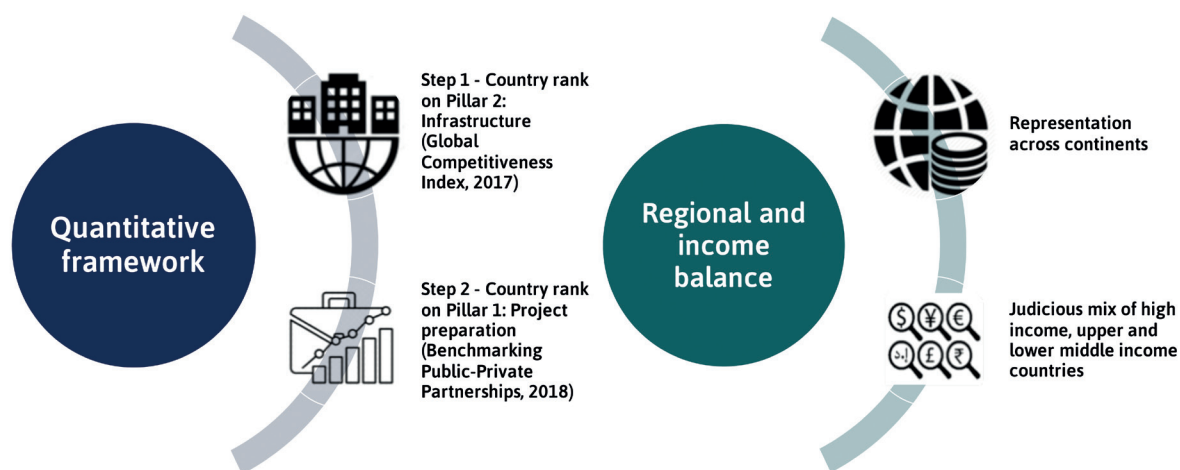 Quantitative
framework
Step 1 - Country rank
on Pillar 2:
Infrastructure
(Global
Competitiveness
Index, 2017)
Step 2 - Country rank
on Pillar 1: Project
preparation
(Benchmarking
Public-Private
Partnerships, 2018)
Regional and
income
balance
Representation
across continents
$ ¥ €
د.إ £ ₹
Judicious mix of high
income, upper and
lower middle income
countries